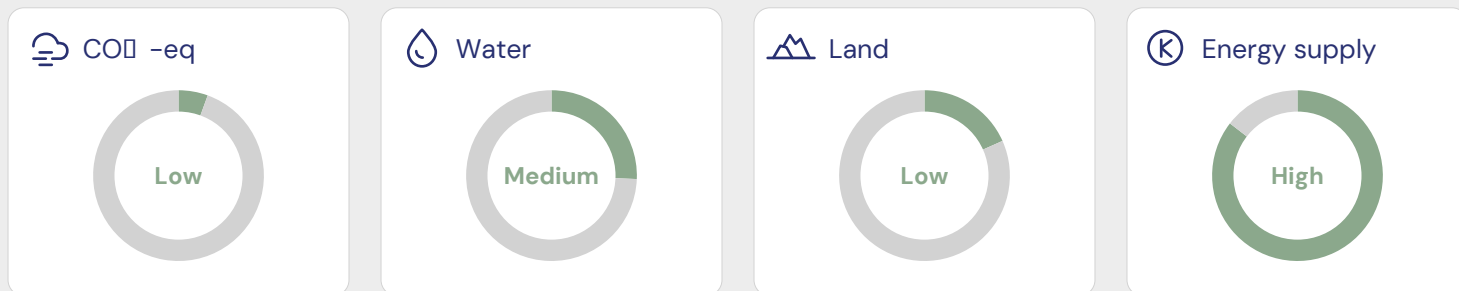 CO▯ -eq
Water
Land
Energy supply
Low
Medium
Low
High